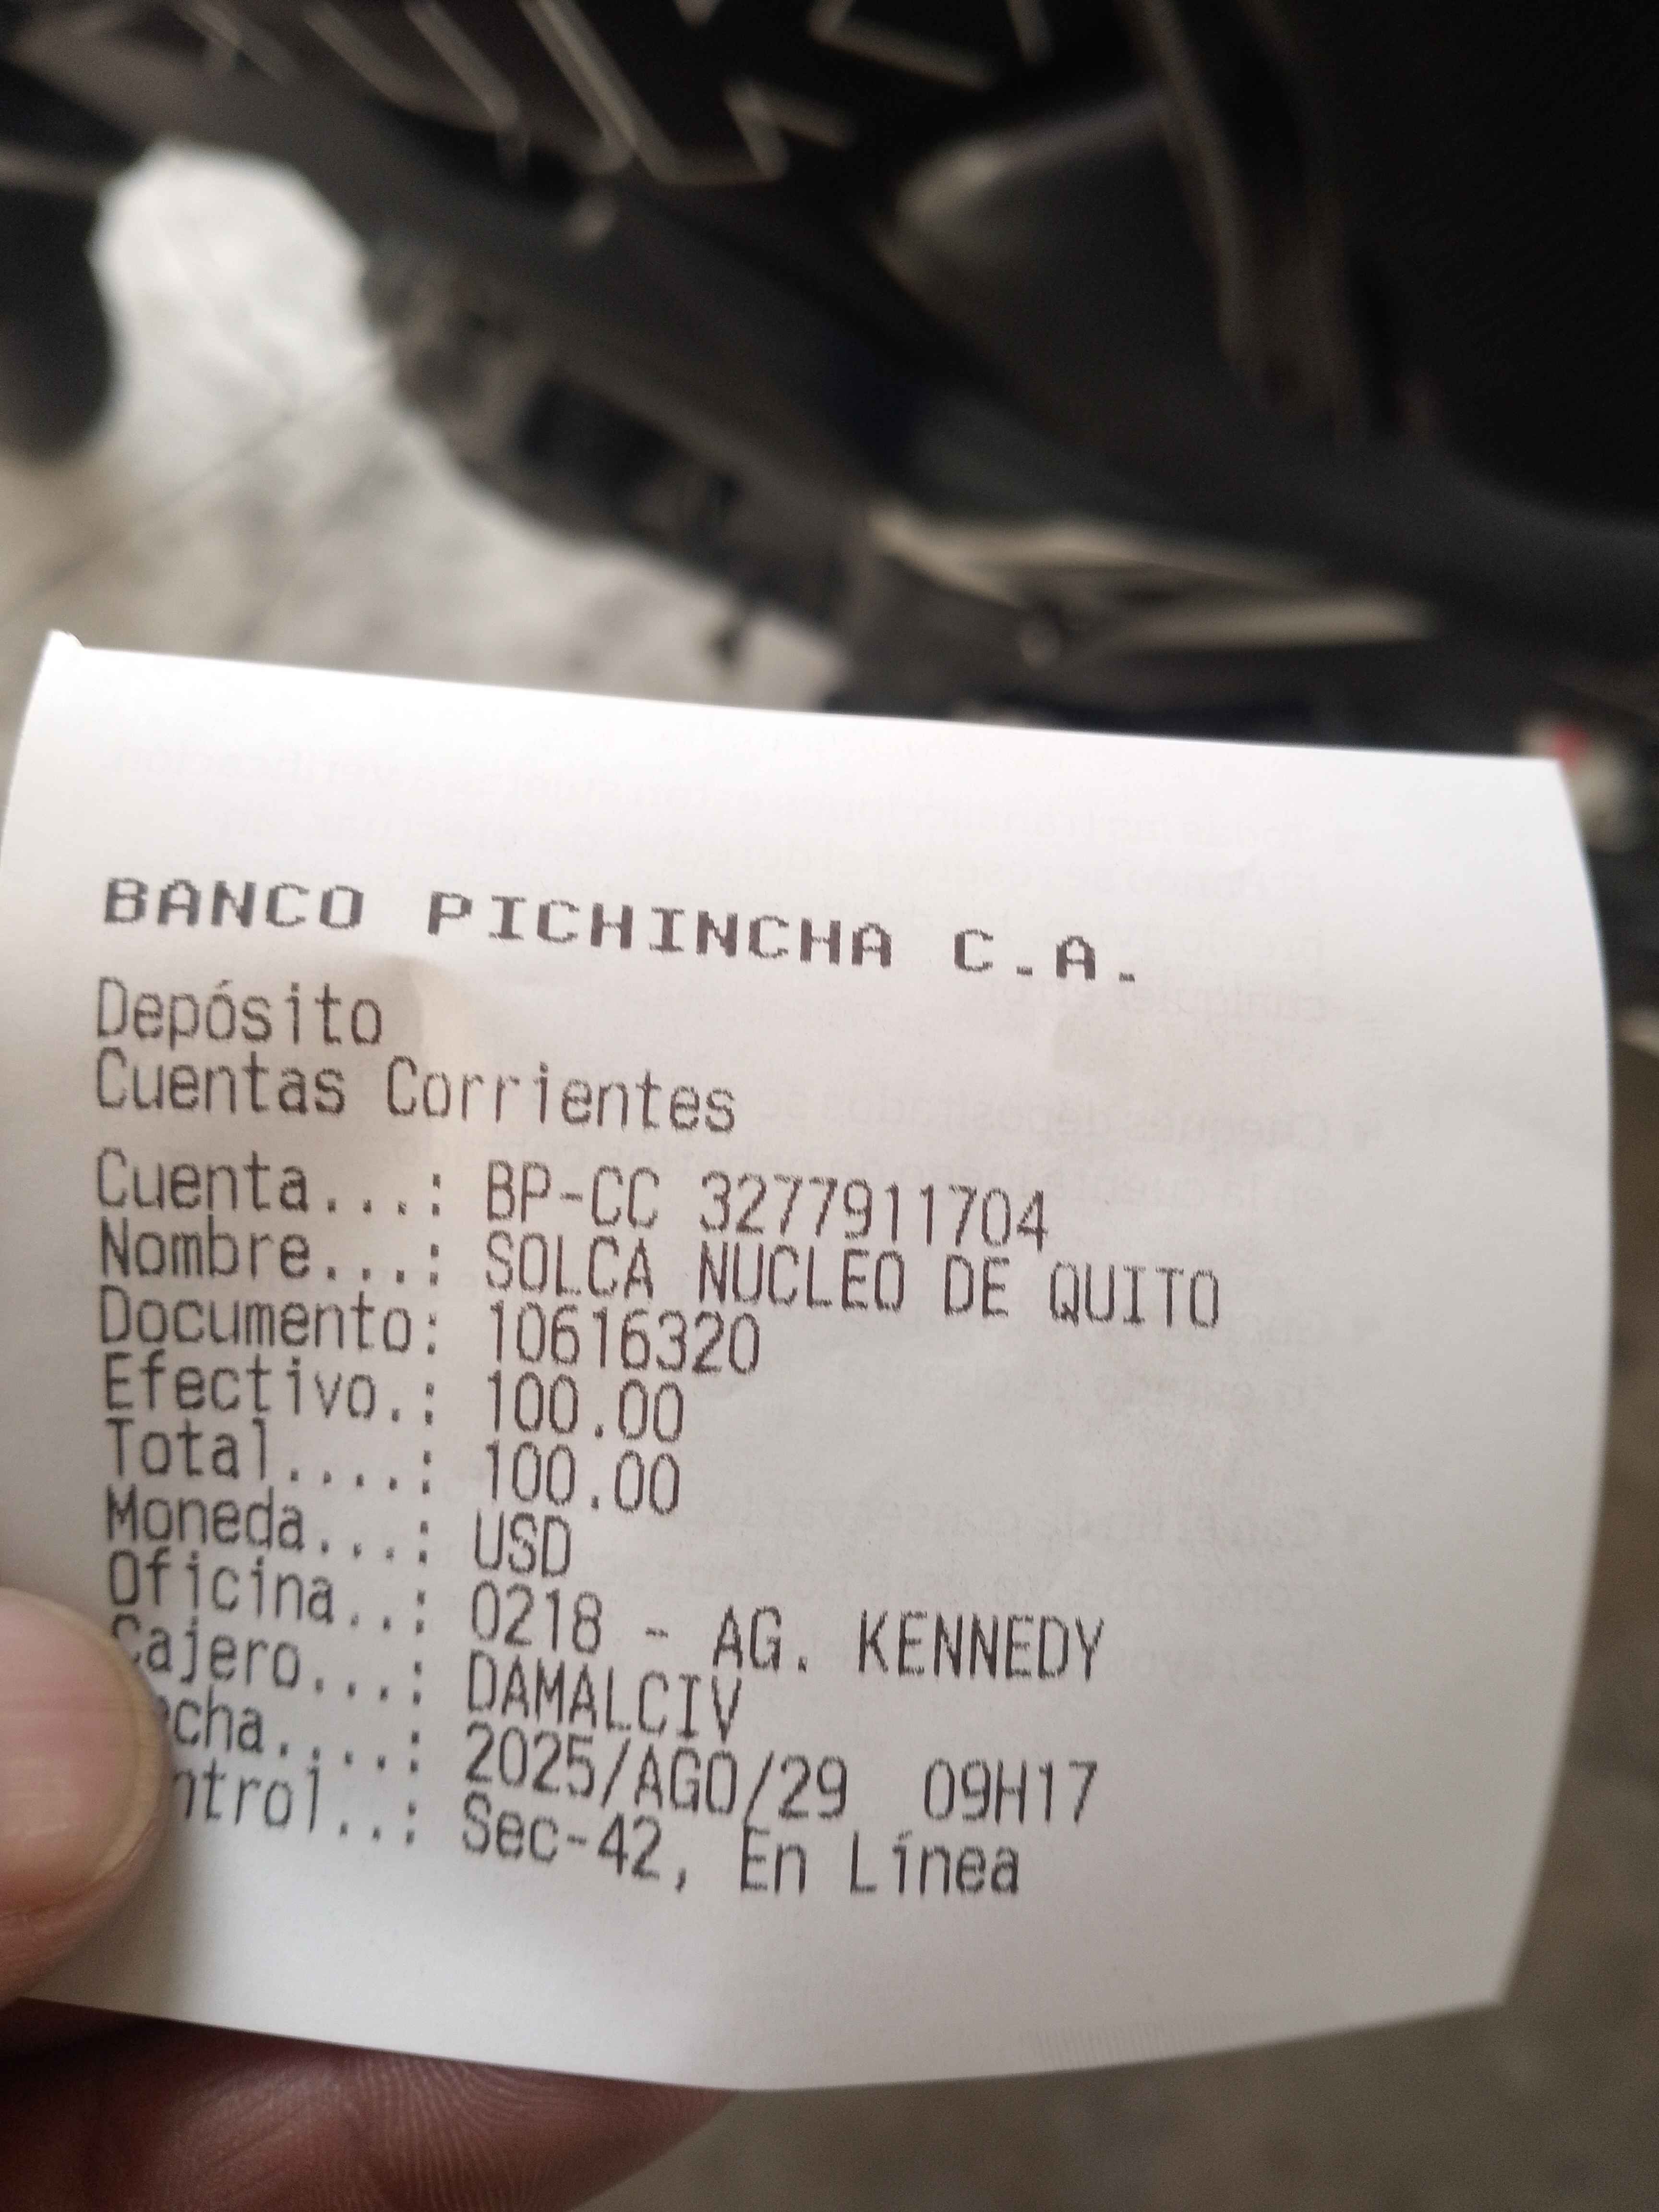 BANCO PICHINCHA C.A.
Depósito
Cuentas Corrientes
Cuenta...: BP-CC 3277911704
Nombre...: SOLCA NUCLEO DE QUITO
Documento: 10616320
Efectivo.: 100.00
Total....: 100.00
Moneda...: USD
Oficina..: 0218 - AG. KENNEDY
Cajero...: DAMALCIV
echa....: 2025/AGO/29 09H17
ntrol..: Sec-42, En Línea